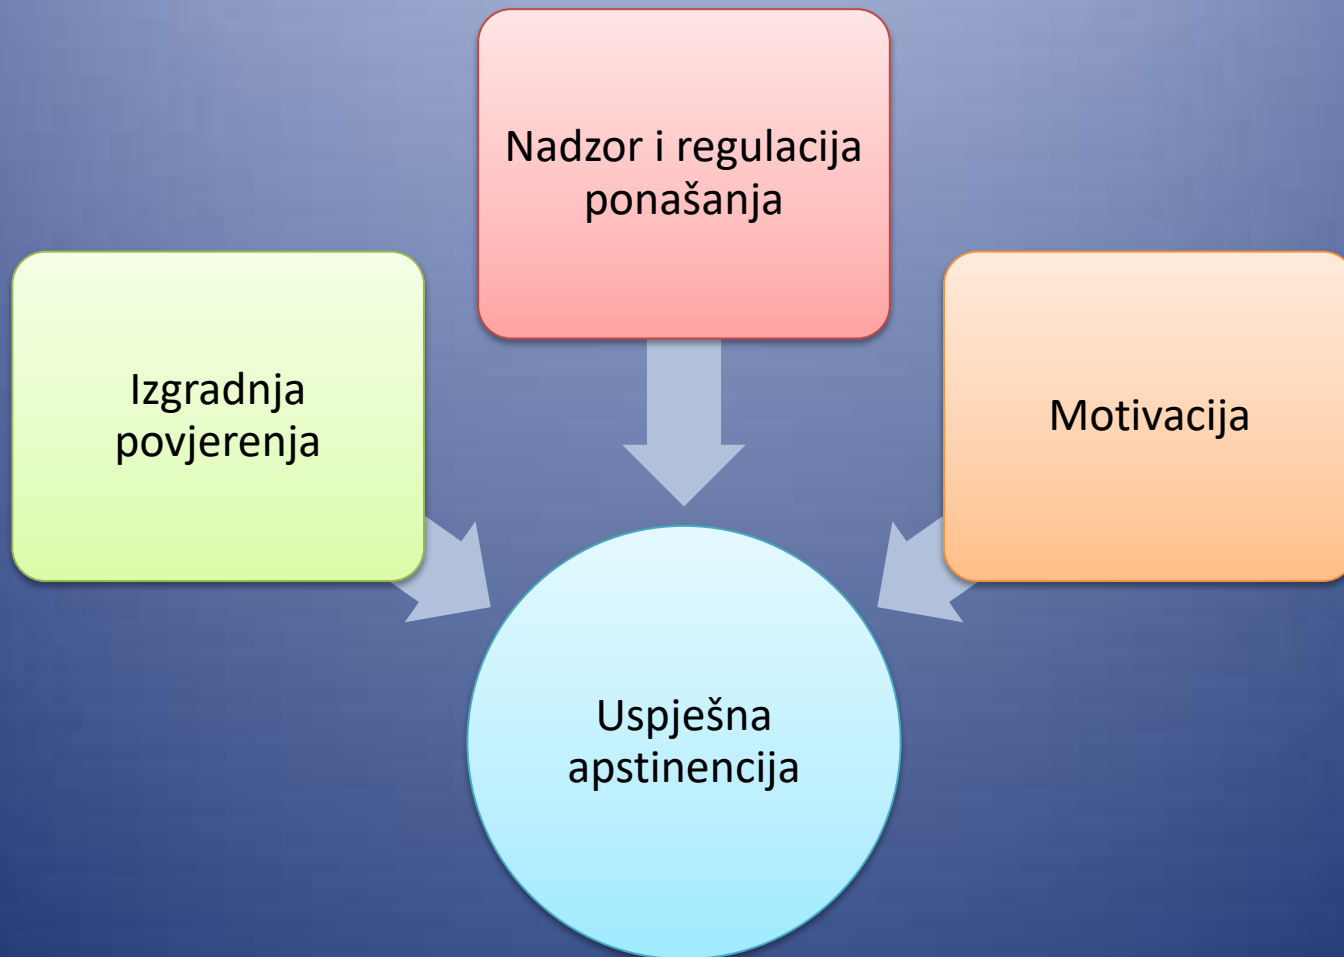 Nadzor i regulacija
ponašanja
Izgradnja
povjerenja
Motivacija
Uspješna
apstinencija